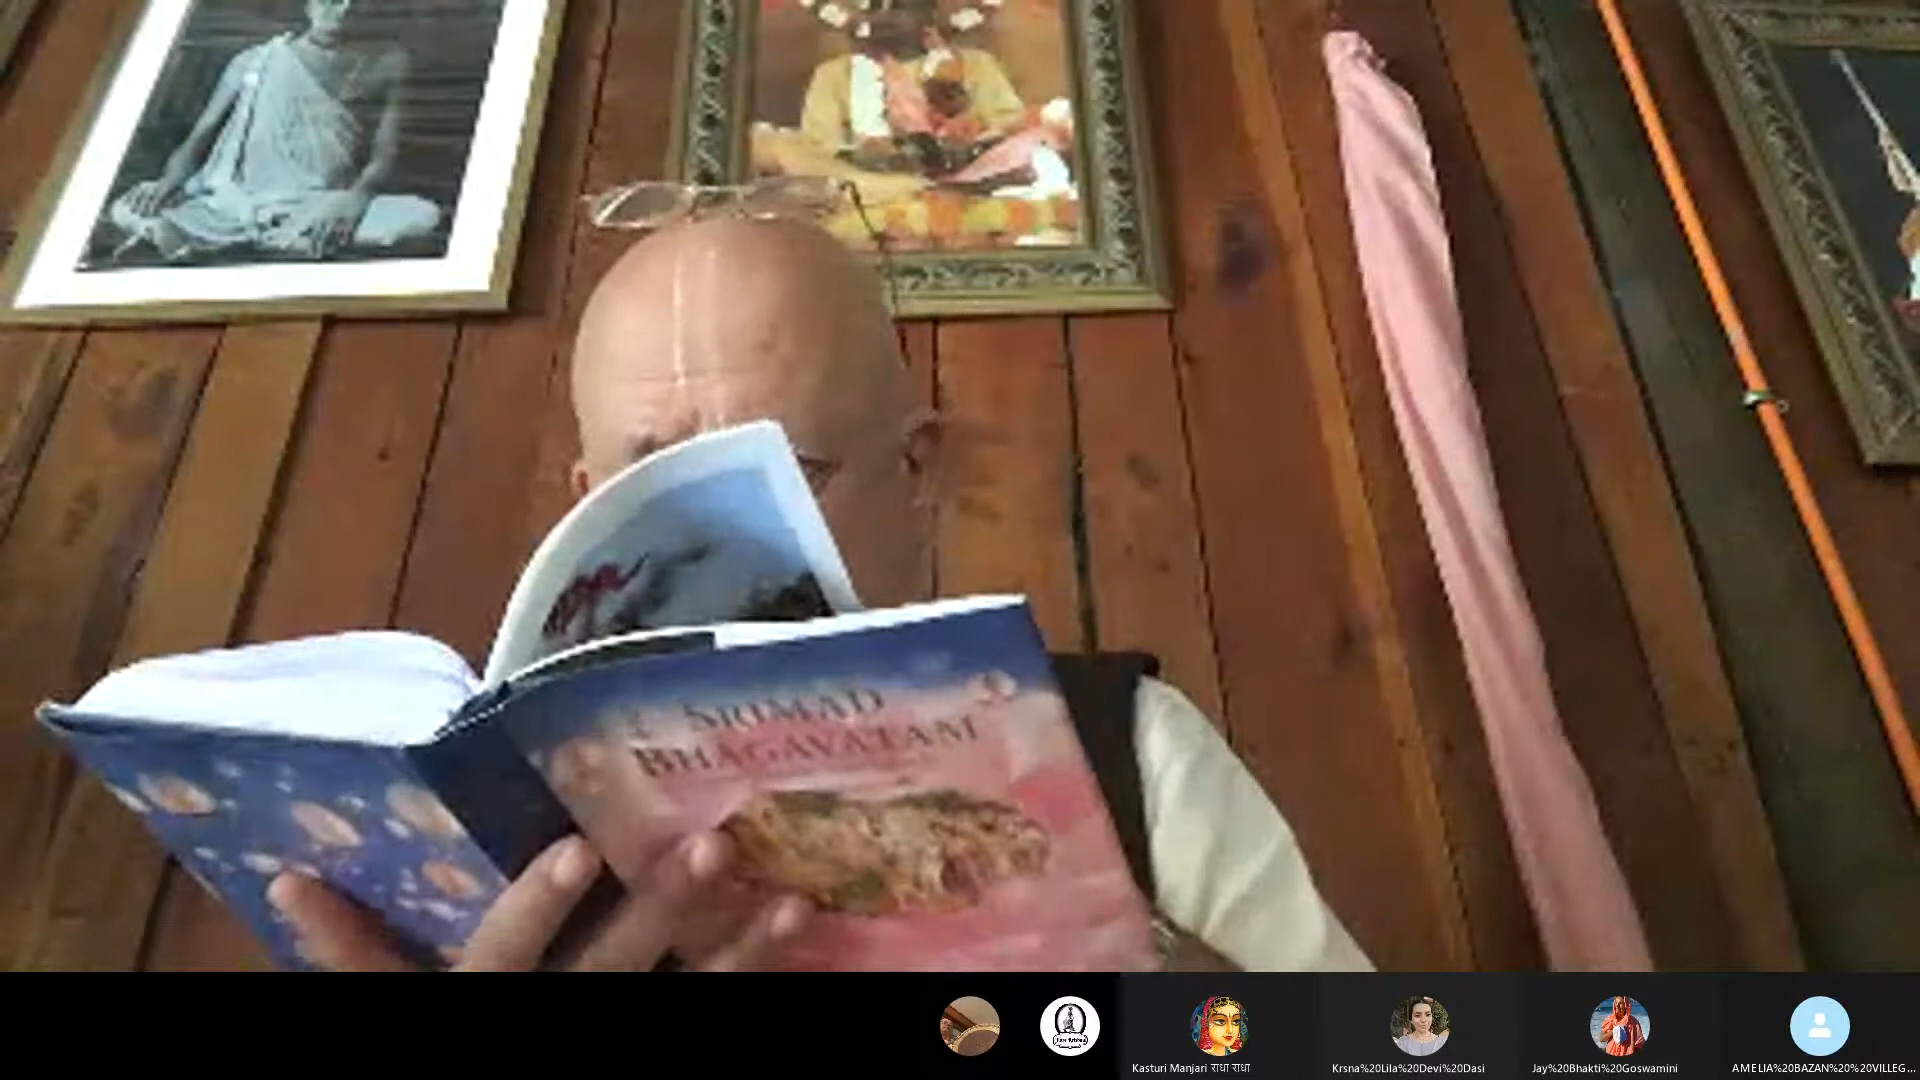 SRIMAD
BHAGAVATAM
Kasturi Manjari राधा राधा
Krsna%20Lila%20Devi%20Dasi
Jay%20Bhakti%20Goswamini
AMELIA%20BAZAN%20%20VILLEG...